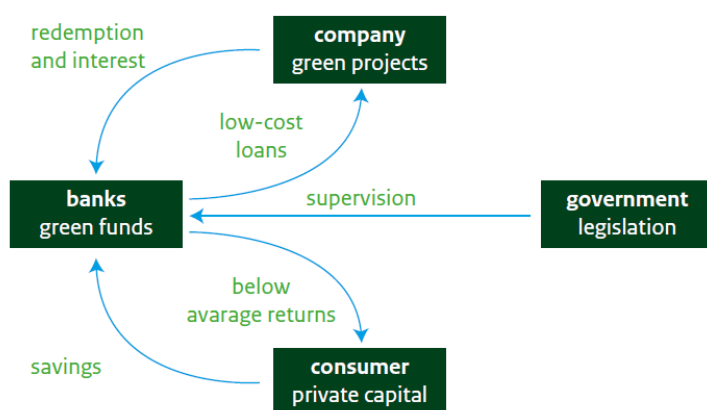 redemption
and interest
company
green projects
low-cost
loans
banks
green funds
supervision
government
legislation
below
avarage returns
savings
consumer
private capital